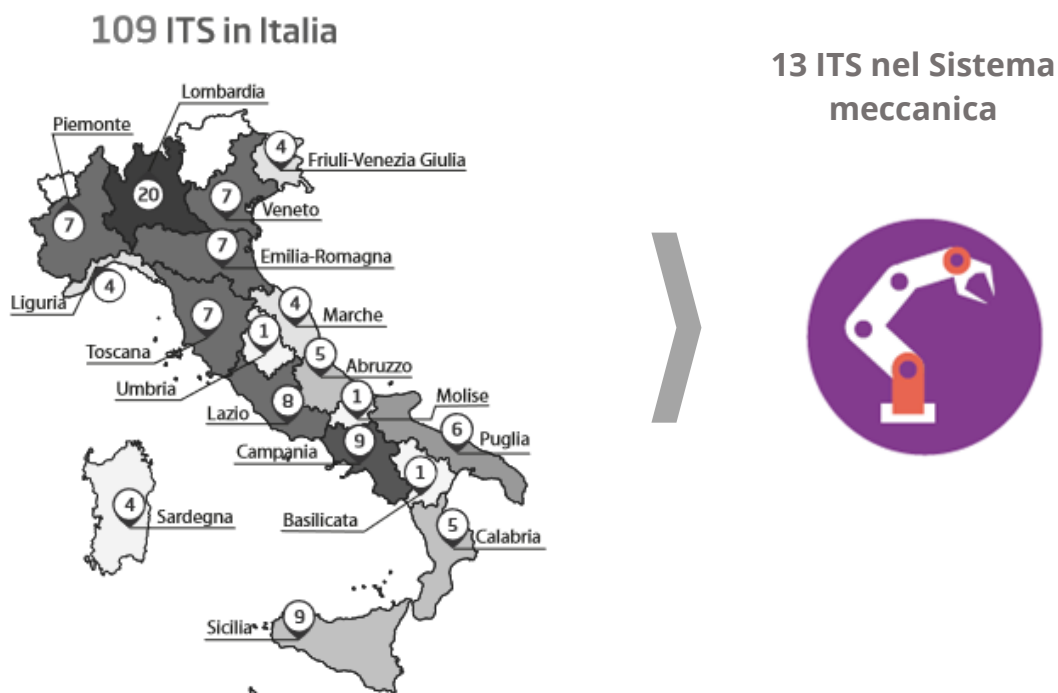 109 ITS in Italia
13 ITS nel Sistema
meccanica
Lombardia
Piemonte
4
Friuli-Venezia Giulia
20
7
Veneto
7
7
Emilia-Romagna
4
Liguria
4
Marche
7
Toscana
1
Umbria
5
Abruzzo
1
Molise
8
Lazio
9
Campania
6
Puglia
1
Basilicata
4
Sardegna
5
Calabria
9
Sicilia